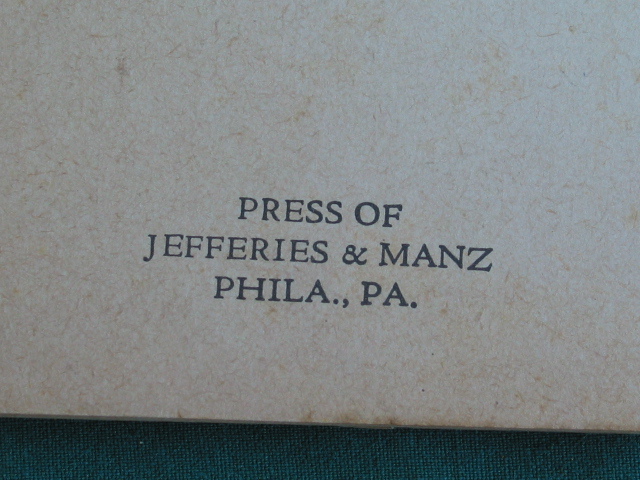 PRESS OF
JEFFERIES & MANZ
PHILA., PA.